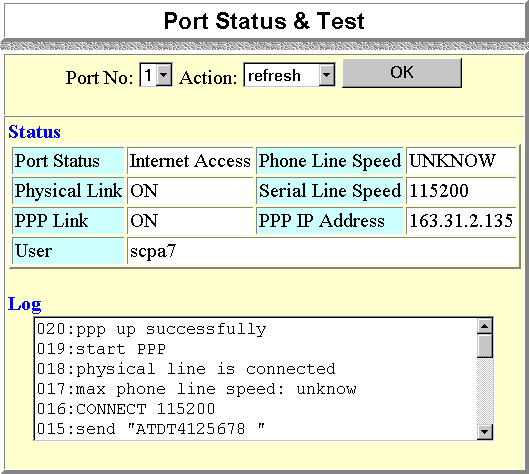 Port Status & Test
Port No: 1 Action: refresh OK
Status
Port Status Internet Access Phone Line Speed UNKNOW
Physical Link ON Serial Line Speed 115200
PPP Link ON PPP IP Address 163.31.2.135
User scpa7
Log
020:ppp up successfully
019:start PPP
018:physical line is connected
017:max phone line speed: unknow
016:CONNECT 115200
015:send "ATDT4125678 "